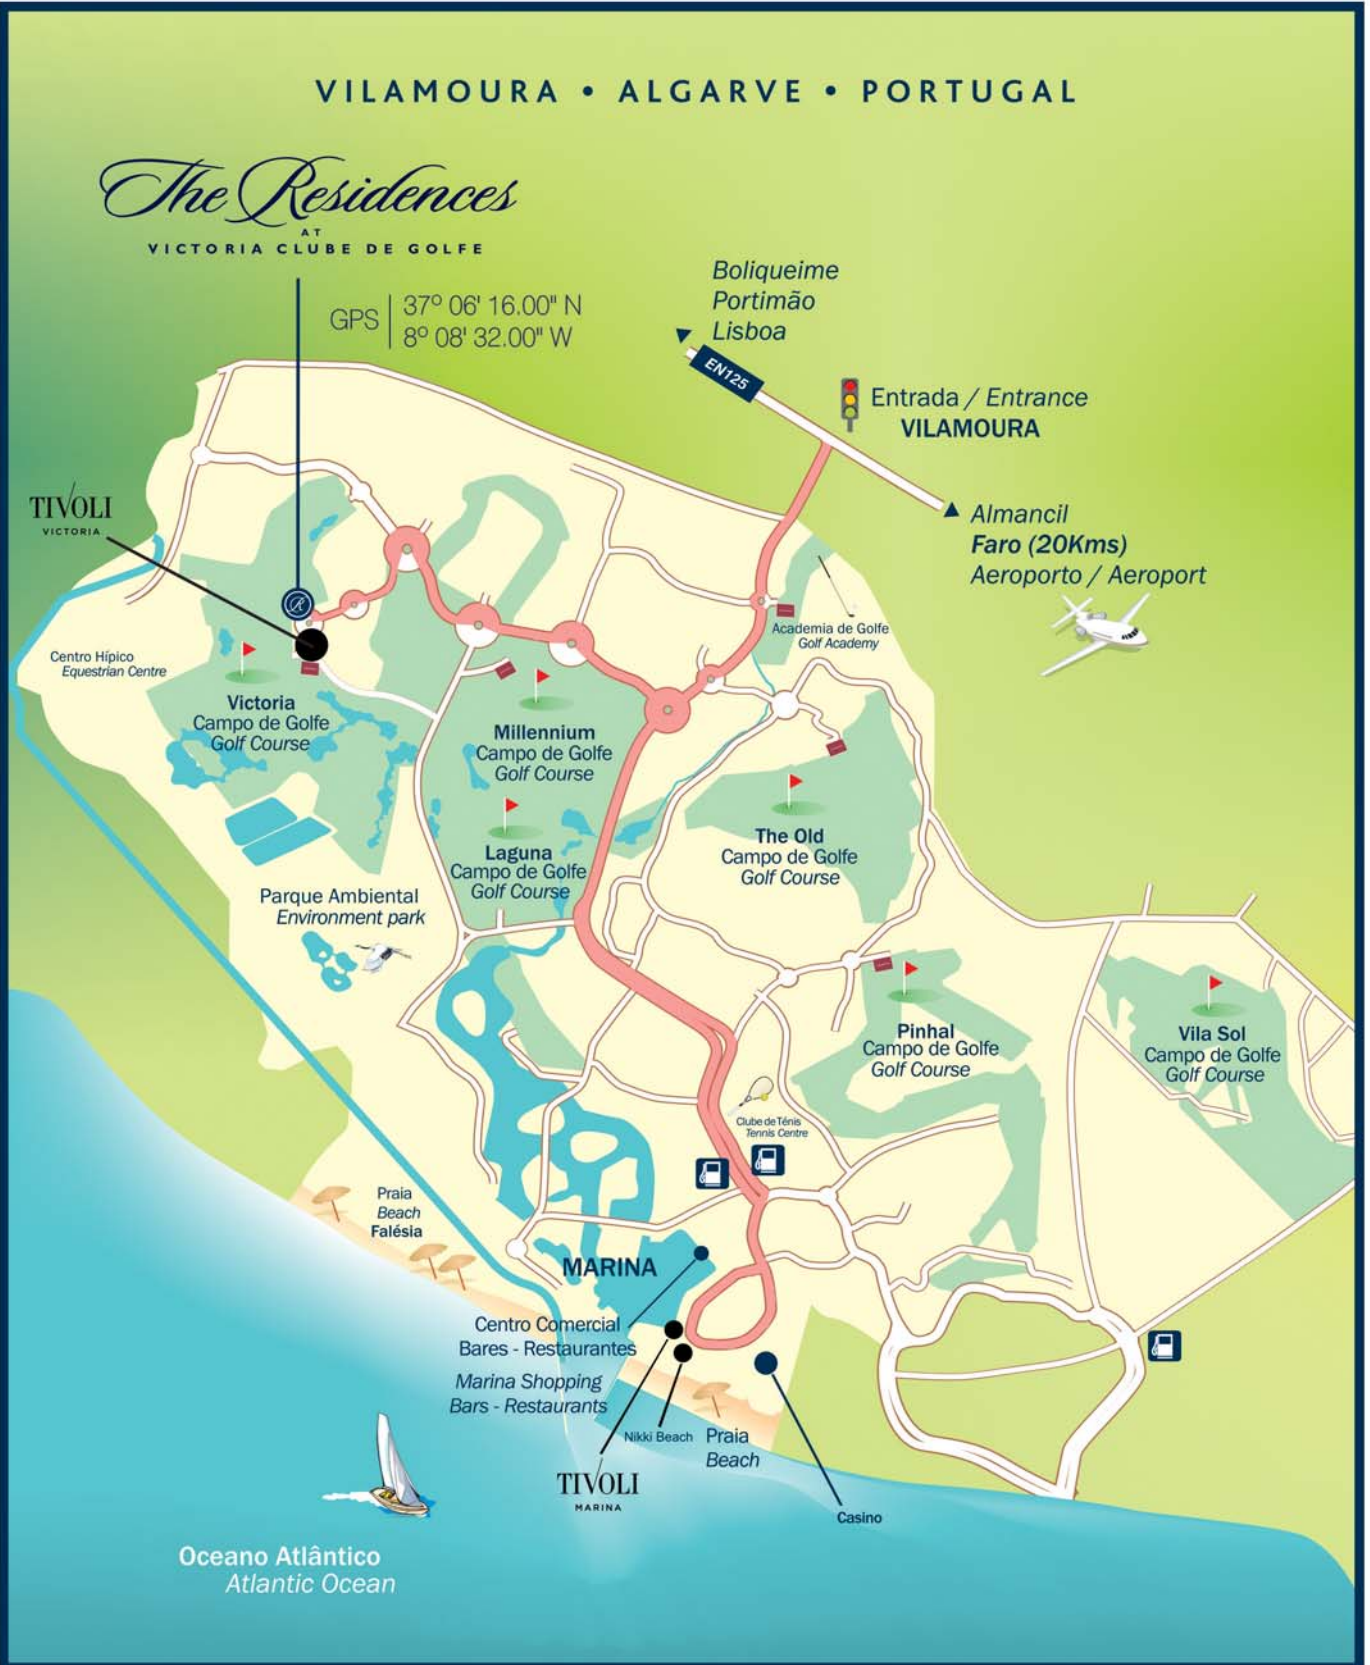 VILAMOURA • ALGARVE • PORTUGAL
The Residences
AT
VICTORIA CLUBE DE GOLFE
GPS
37º 06' 16.00" N
8º 08' 32.00" W
Boliqueime
Portimão
Lisboa
EN125
Entrada / Entrance
VILAMOURA
Almancil
Faro (20Kms)
Aeroporto / Aeroport
TIVOLI
VICTORIA
R
Academia de Golfe
Golf Academy
Centro Hípico
Equestrian Centre
Victoria
Campo de Golfe
Golf Course
Millennium
Campo de Golfe
Golf Course
Laguna
Campo de Golfe
Golf Course
The Old
Campo de Golfe
Golf Course
Parque Ambiental
Environment park
Pinhal
Campo de Golfe
Golf Course
Vila Sol
Campo de Golfe
Golf Course
Clube de Ténis
Tennis Centre
Praia
Beach
Falésia
MARINA
Centro Comercial
Bares - Restaurantes
Marina Shopping
Bars - Restaurants
Nikki Beach
Praia
Beach
TIVOLI
MARINA
Casino
Oceano Atlântico
Atlantic Ocean